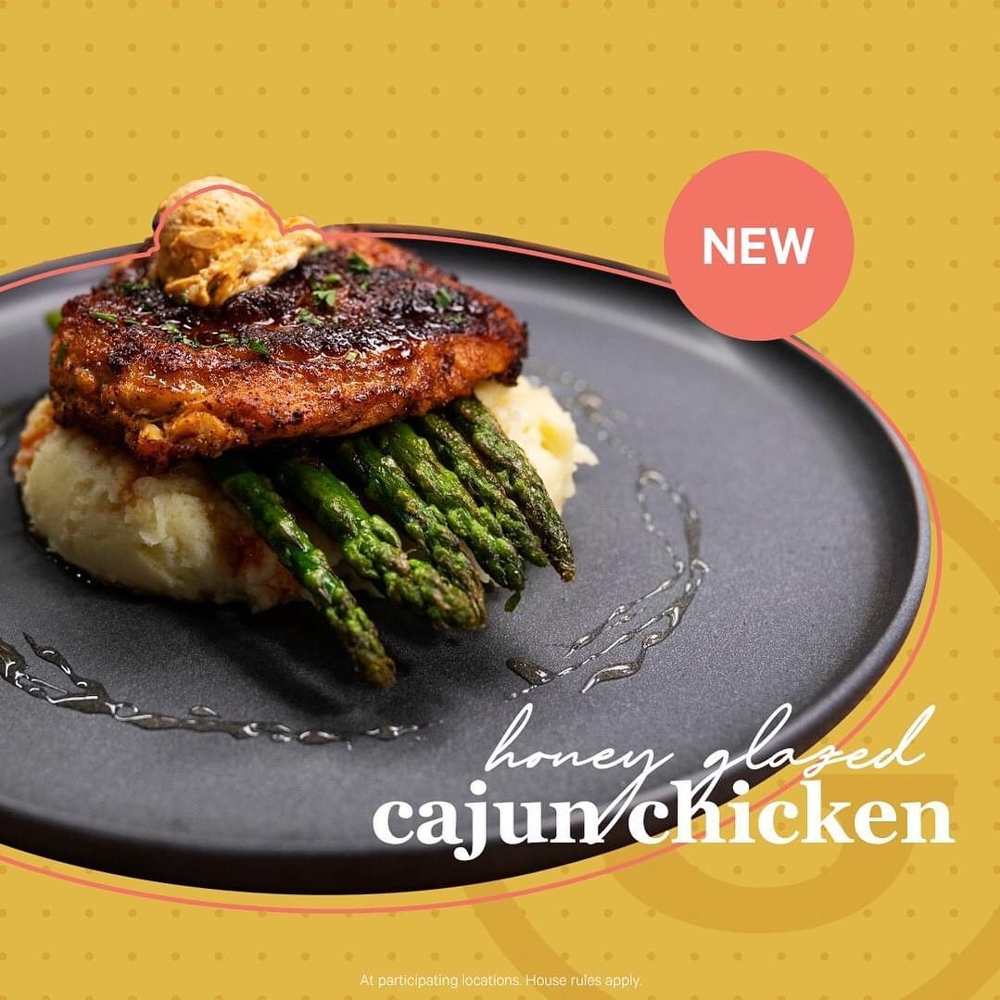 NEW
honey glazed
cajun chicken
At participating locations. House rules apply.